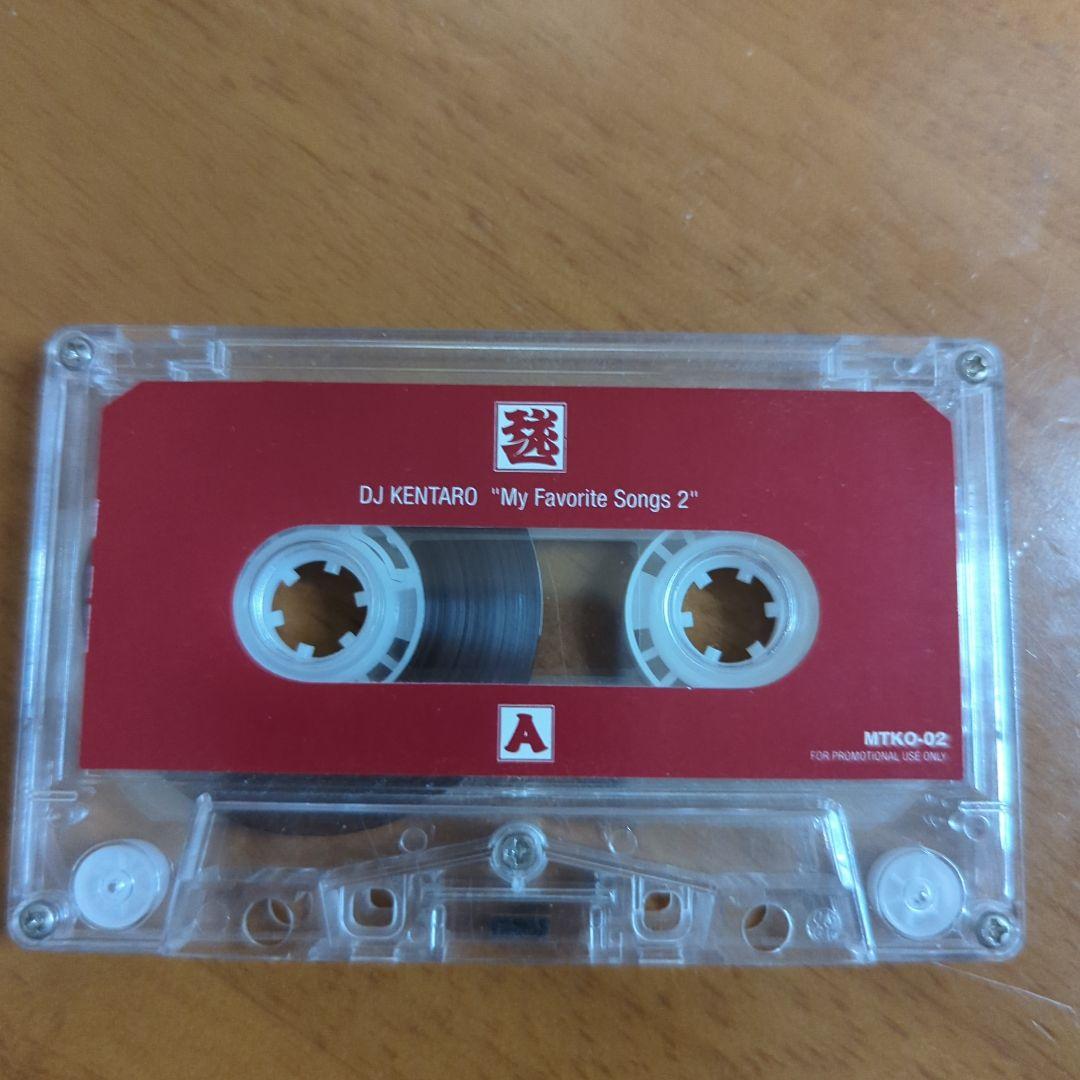 DJ KENTARO "My Favorite Songs 2"
A
MTKO-02
FOR PROMOTIONAL USE ONLY